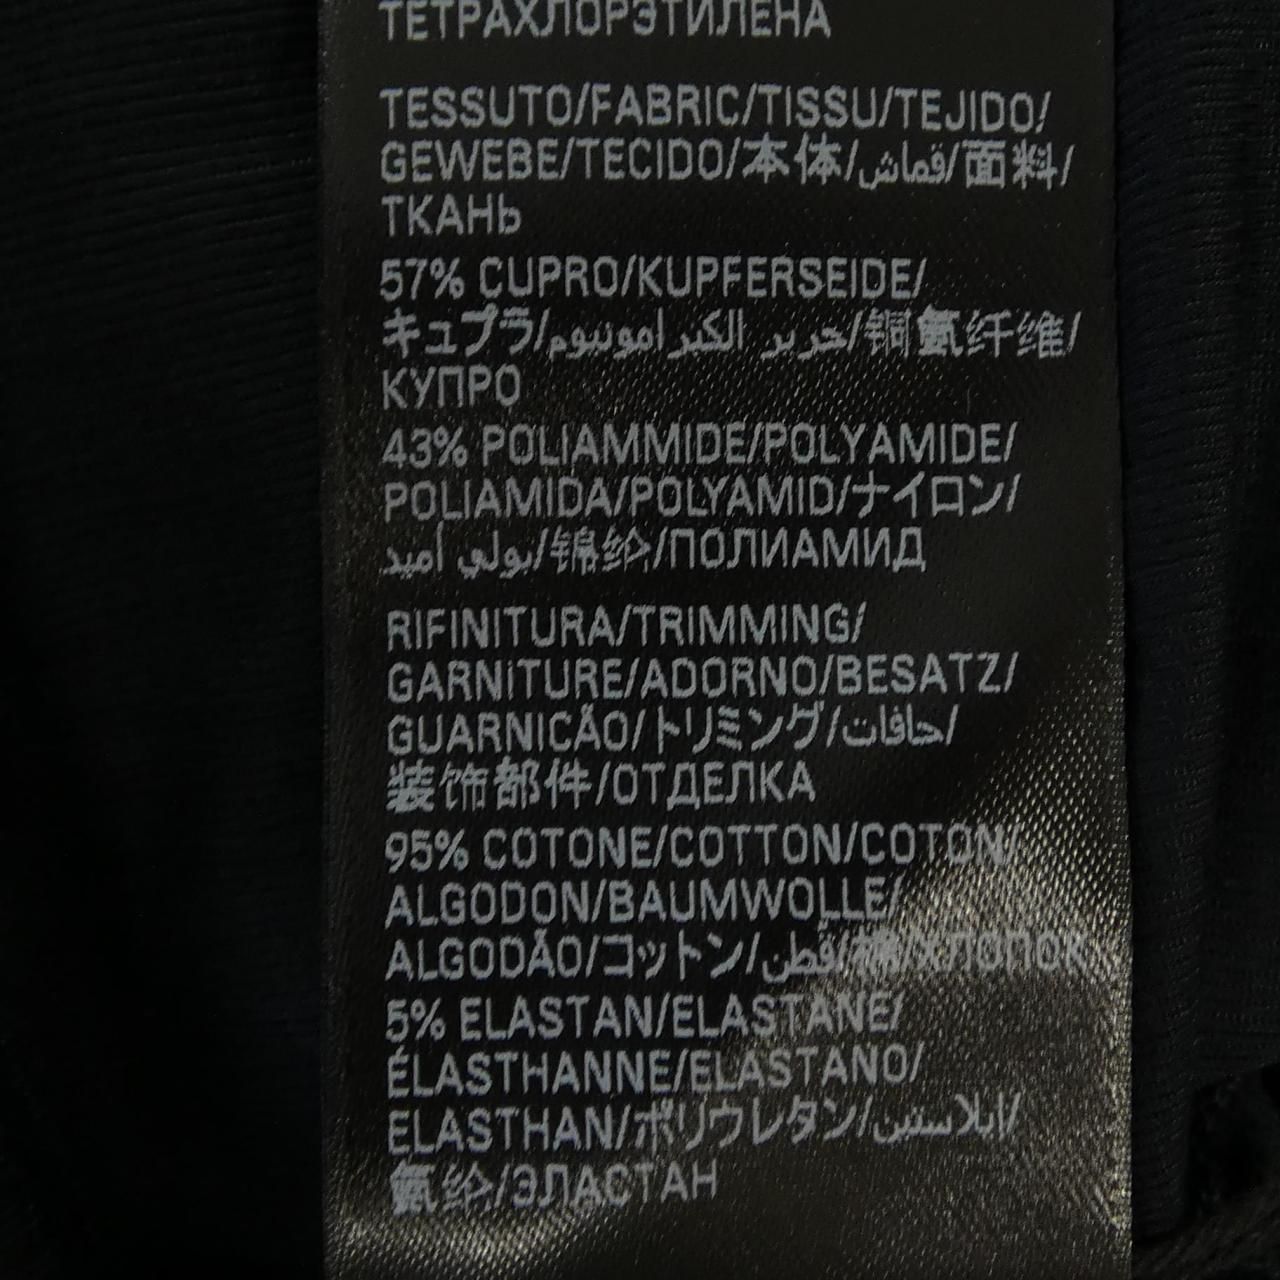 ТЕТРАХЛОРЭТИЛЕНА
TESSUTO/FABRIC/TISSU/TEJIDO/
GEWEBE/TECIDO/本体/قماش/面料/
ТКАНЬ
57% CUPRO/KUPFERSEIDE/
キュプラ/حرير الكبرامونيوم/铜氨纤维/
КУПРО
43% POLIAMMIDE/POLYAMIDE/
POLIAMIDA/POLYAMID/ナイロン/
بولي أميد/锦纶/ПОЛИАМИД
RIFINITURA/TRIMMING/
GARNITURE/ADORNO/BESATZ/
GUARNICÃO/トリミング/حافات/
装饰部件/ОТДЕЛКА
95% COTONE/COTTON/COTON/
ALGODON/BAUMWOLLE/
ALGODÃO/コットン/قطن/棉/ХЛОПОК
5% ELASTAN/ELASTANE/
ÉLASTHANNE/ELASTANO/
ELASTHAN/ポリウレタン/ايلاستين/
氨纶/ЭЛАСТАН